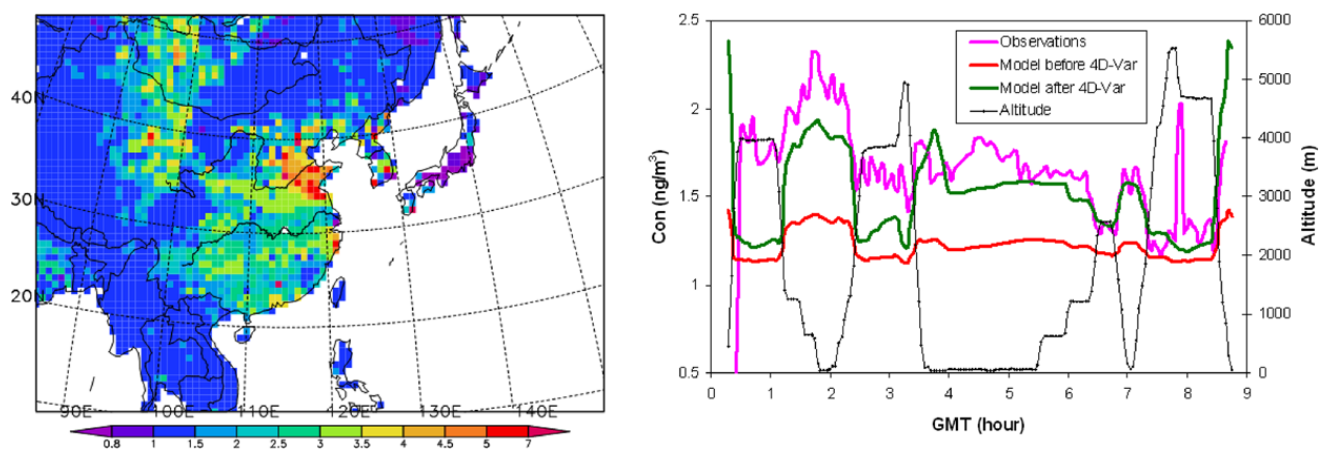 40N
30N
20N
90E 100E 110E 120E 130E 140E
0.8 1 1.5 2 2.5 3 3.5 4 4.5 5 7
2.5
2
1.5
1
0.5
Con (ng/m³)
Observations
Model before 4D-Var
Model after 4D-Var
Altitude
6000
5000
4000
3000
2000
1000
0
Altitude (m)
0 1 2 3 4 5 6 7 8 9
GMT (hour)